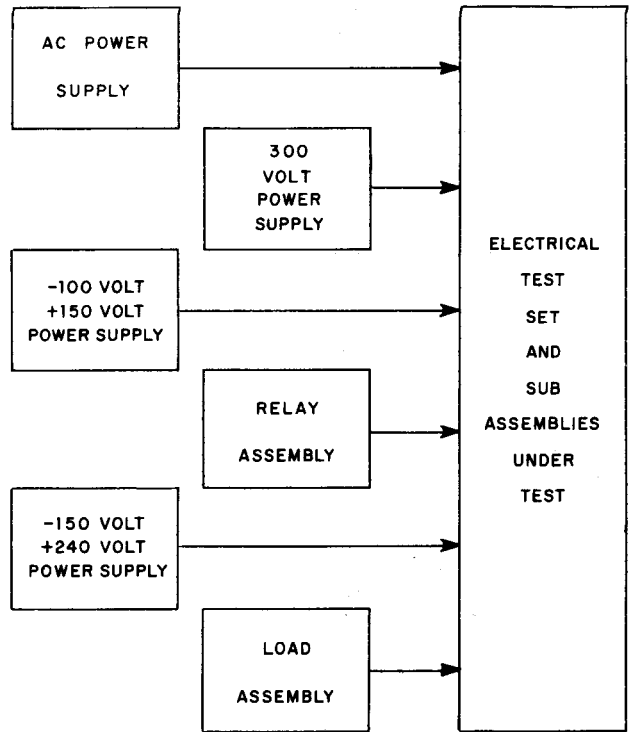 AC POWER
SUPPLY
300
VOLT
POWER
SUPPLY
-100 VOLT
+150 VOLT
POWER SUPPLY
RELAY
ASSEMBLY
-150 VOLT
+240 VOLT
POWER SUPPLY
LOAD
ASSEMBLY
ELECTRICAL
TEST
SET
AND
SUB
ASSEMBLIES
UNDER
TEST